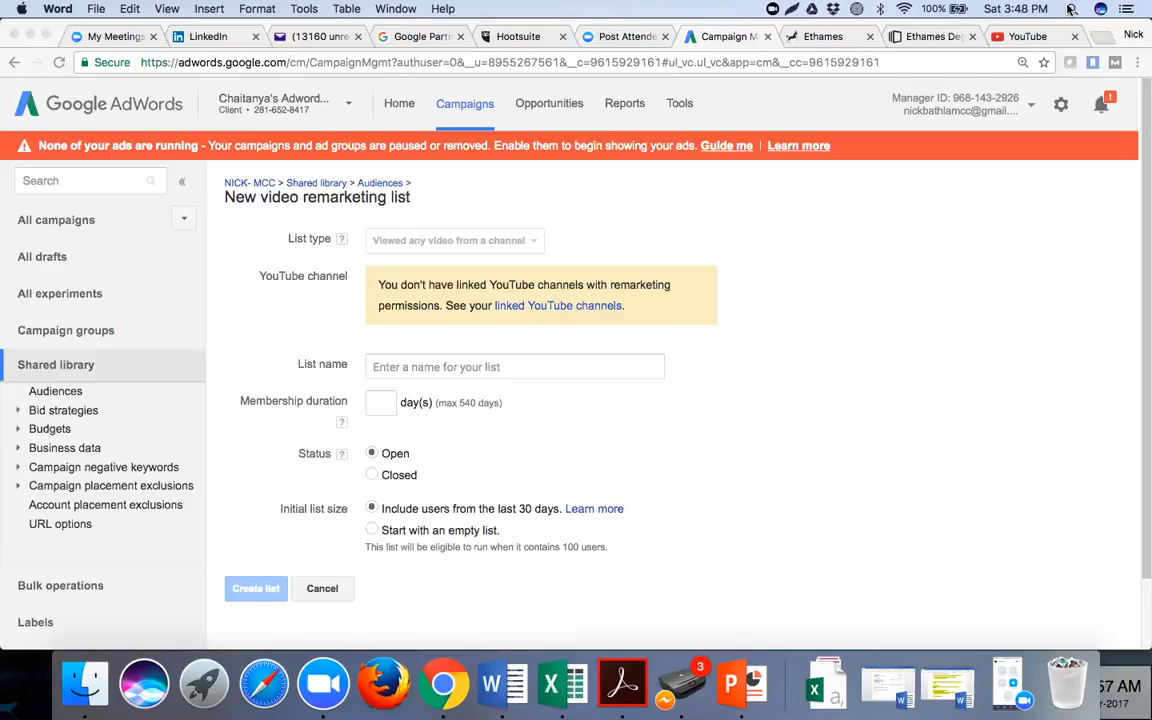 Word File Edit View Insert Format Tools Table Window Help 100% Sat 3:48 PM
My Meetings LinkedIn (13160 unre Google Partn Hootsuite Post Attende Campaign M Ethames Ethames De YouTube Nick
Secure https://adwords.google.com/cm/CampaignMgmt?authuser=0&__u=8955267561&__c=9615929161#ul_vc.ul_vc&app=cm&__cc=9615929161
Google AdWords
Chaitanya's Adword...
Client • 281-652-8417
Home Campaigns Opportunities Reports Tools
Manager ID: 968-143-2926
nickbathlamcc@gmail....
!
None of your ads are running - Your campaigns and ad groups are paused or removed. Enable them to begin showing your ads. Guide me | Learn more
Search «
NICK- MCC > Shared library > Audiences >
New video remarketing list
All campaigns
All drafts
All experiments
Campaign groups
Shared library
Audiences
Bid strategies
Budgets
Business data
Campaign negative keywords
Campaign placement exclusions
Account placement exclusions
URL options
Bulk operations
Labels
List type ? Viewed any video from a channel
YouTube channel
You don't have linked YouTube channels with remarketing
permissions. See your linked YouTube channels.
List name Enter a name for your list
Membership duration ? day(s) (max 540 days)
Status ? Open
Closed
Initial list size Include users from the last 30 days. Learn more
Start with an empty list.
This list will be eligible to run when it contains 100 users.
Create list Cancel
3
57 AM
r-2017